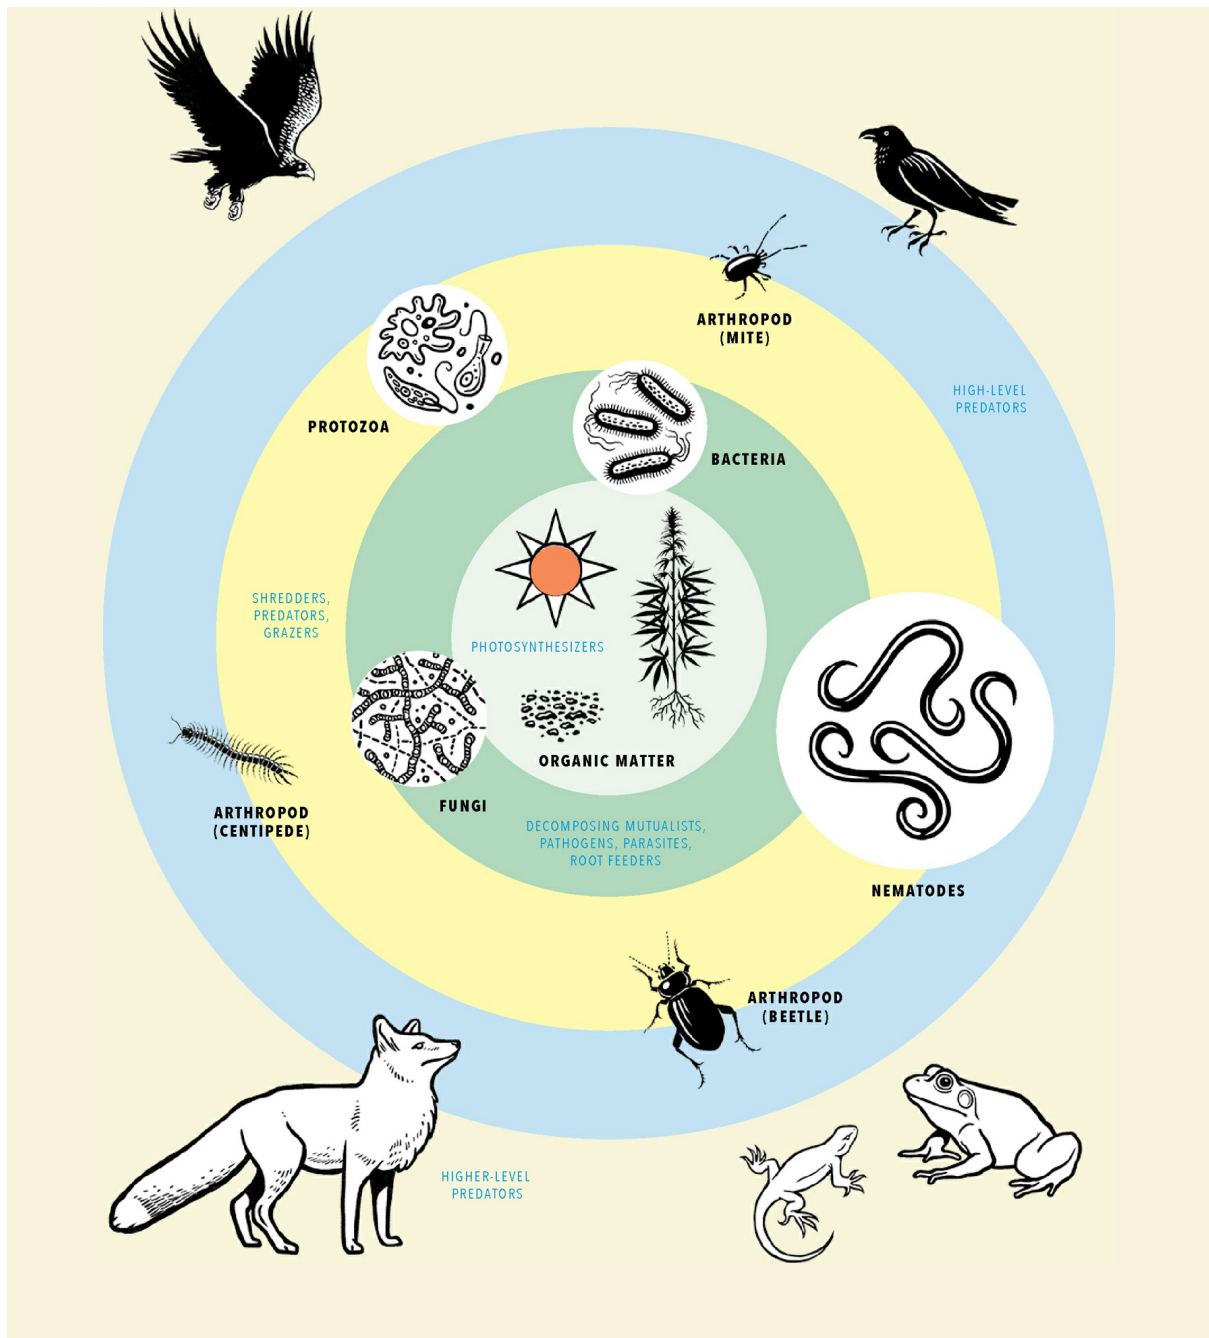 ARTHROPOD
(MITE)
HIGH-LEVEL
PREDATORS
PROTOZOA
BACTERIA
SHREDDERS,
PREDATORS,
GRAZERS
PHOTOSYNTHESIZERS
ORGANIC MATTER
FUNGI
ARTHROPOD
(CENTIPEDE)
DECOMPOSING MUTUALISTS,
PATHOGENS, PARASITES,
ROOT FEEDERS
NEMATODES
ARTHROPOD
(BEETLE)
HIGHER-LEVEL
PREDATORS